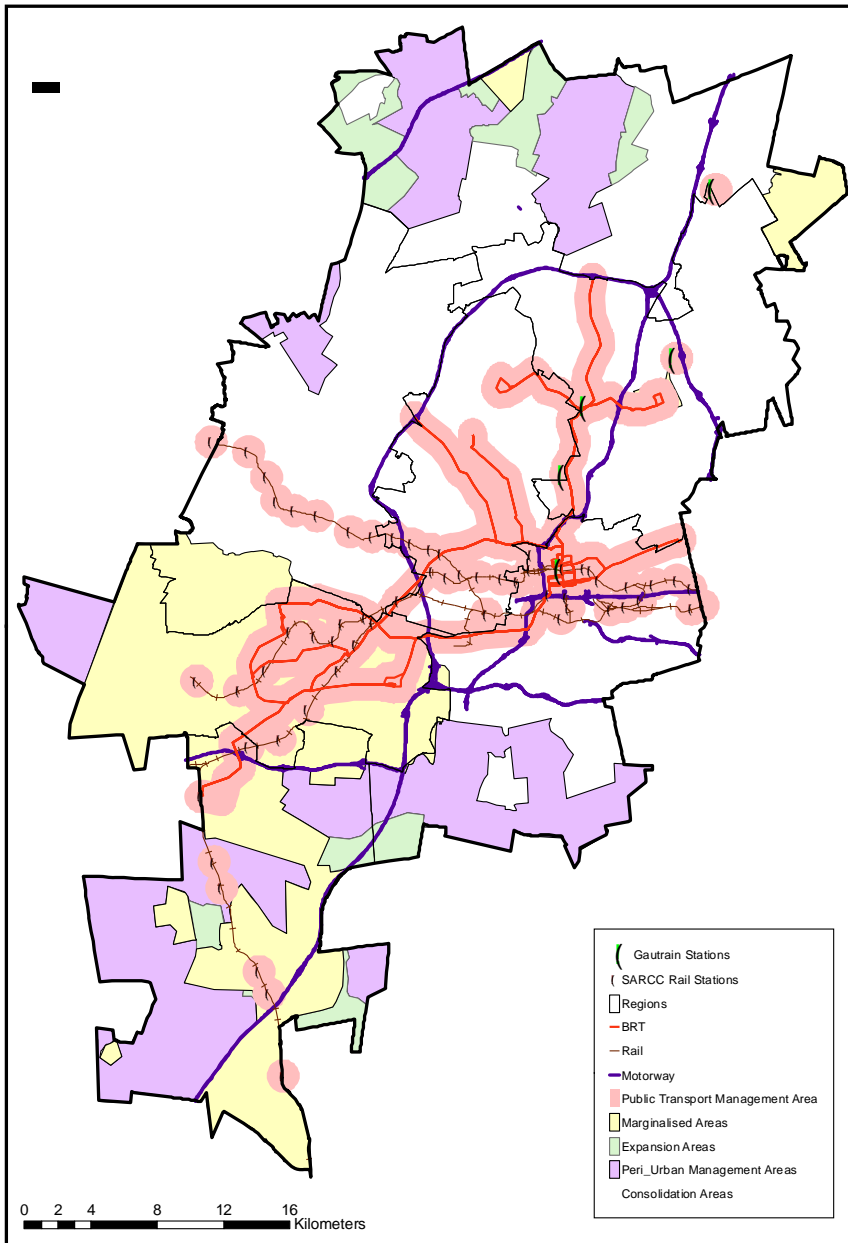 Gautrain Stations
SARCC Rail Stations
Regions
BRT
Rail
Motorway
Public Transport Management Area
Marginalised Areas
Expansion Areas
Peri_Urban Management Areas
Consolidation Areas
0 2 4 8 12 16
Kilometers